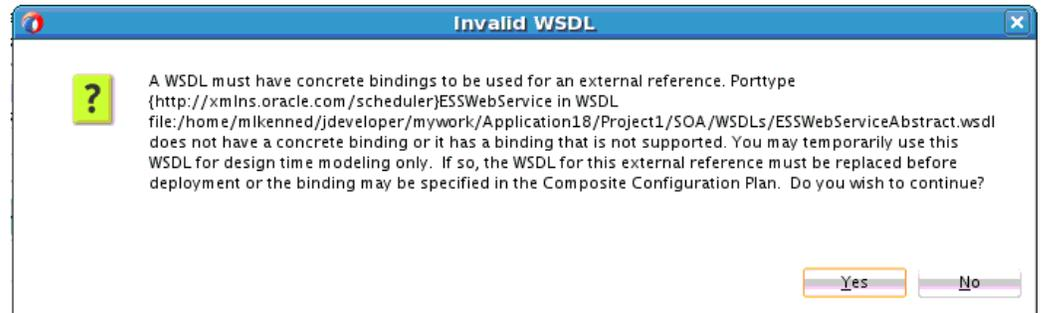 Invalid WSDL
A WSDL must have concrete bindings to be used for an external reference. Porttype
{http://xmlns.oracle.com/scheduler}ESSWebService in WSDL
file:/home/mlkenned/jdeveloper/mywork/Application18/Project1/SOA/WSDLs/ESSWebServiceAbstract.wsdl
does not have a concrete binding or it has a binding that is not supported. You may temporarily use this
WSDL for design time modeling only.  If so, the WSDL for this external reference must be replaced before
deployment or the binding may be specified in the Composite Configuration Plan.  Do you wish to continue?
Yes No